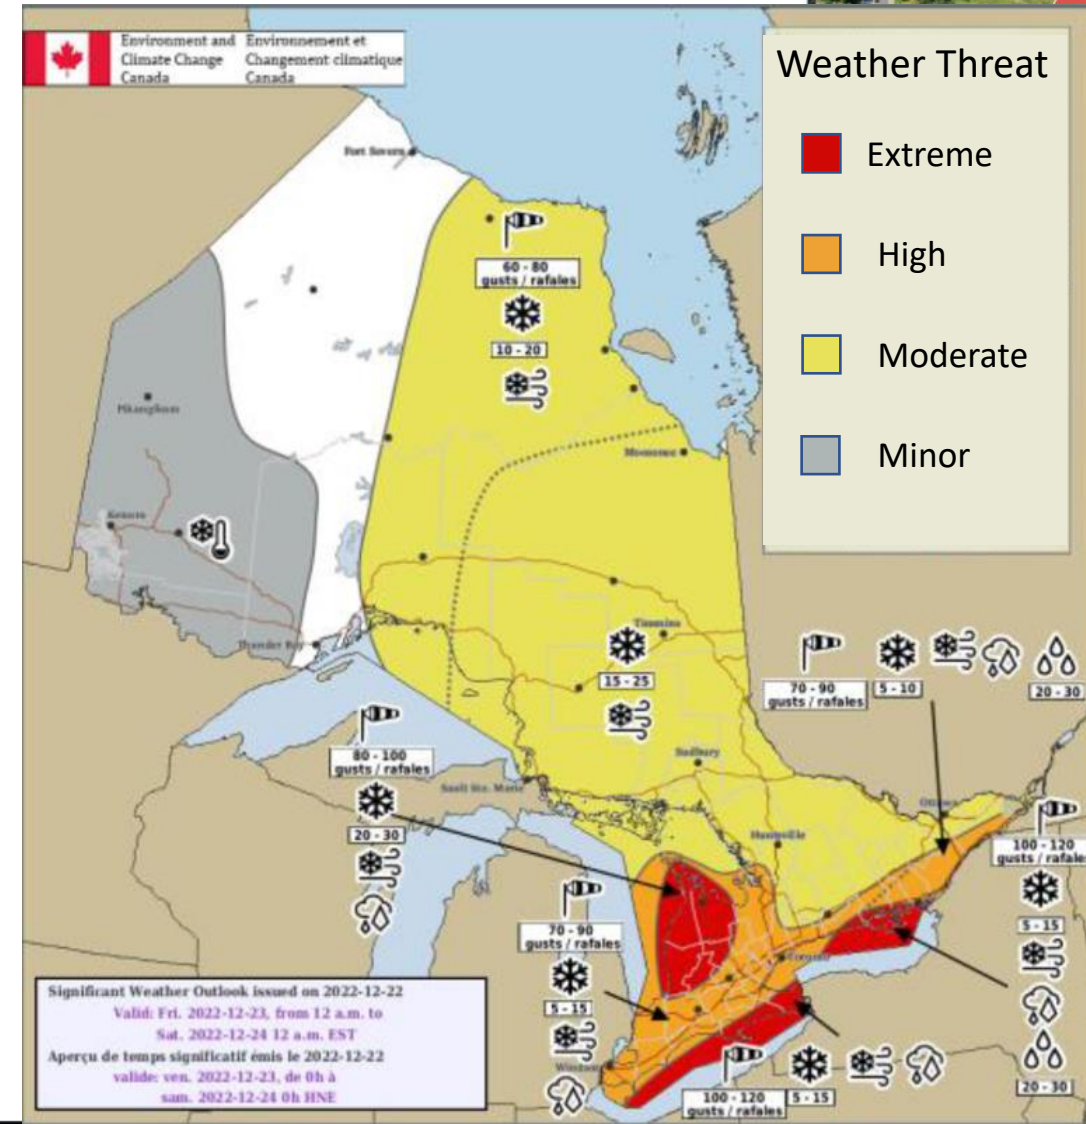 Environment and
Climate Change
Canada
Environnement et
Changement climatique
Canada
Weather Threat
Extreme
High
Moderate
Minor
Fort Severn
60 - 80
gusts / rafales
10 - 20
Pikangikum
Moosonee
Kenora
Thunder Bay
Timmins
15 - 25
70 - 90
gusts / rafales
5 - 10
20 - 30
80 - 100
gusts / rafales
20 - 30
Sault Ste. Marie
Sudbury
Huntsville
Ottawa
100 - 120
gusts / rafales
5 - 15
20 - 30
70 - 90
gusts / rafales
5 - 15
Toronto
Windsor
100 - 120
gusts / rafales
5 - 15
Significant Weather Outlook issued on 2022-12-22
Valid: Fri. 2022-12-23, from 12 a.m. to
Sat. 2022-12-24 12 a.m. EST
Aperçu de temps significatif émis le 2022-12-22
valide: ven. 2022-12-23, de 0h à
sam. 2022-12-24 0h HNE